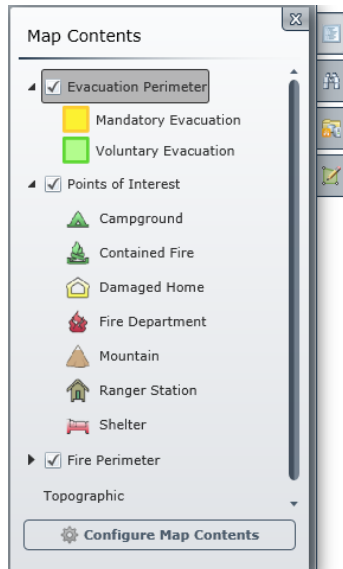 Map Contents
Evacuation Perimeter
Mandatory Evacuation
Voluntary Evacuation
Points of Interest
Campground
Contained Fire
Damaged Home
Fire Department
Mountain
Ranger Station
Shelter
Fire Perimeter
Topographic
Configure Map Contents